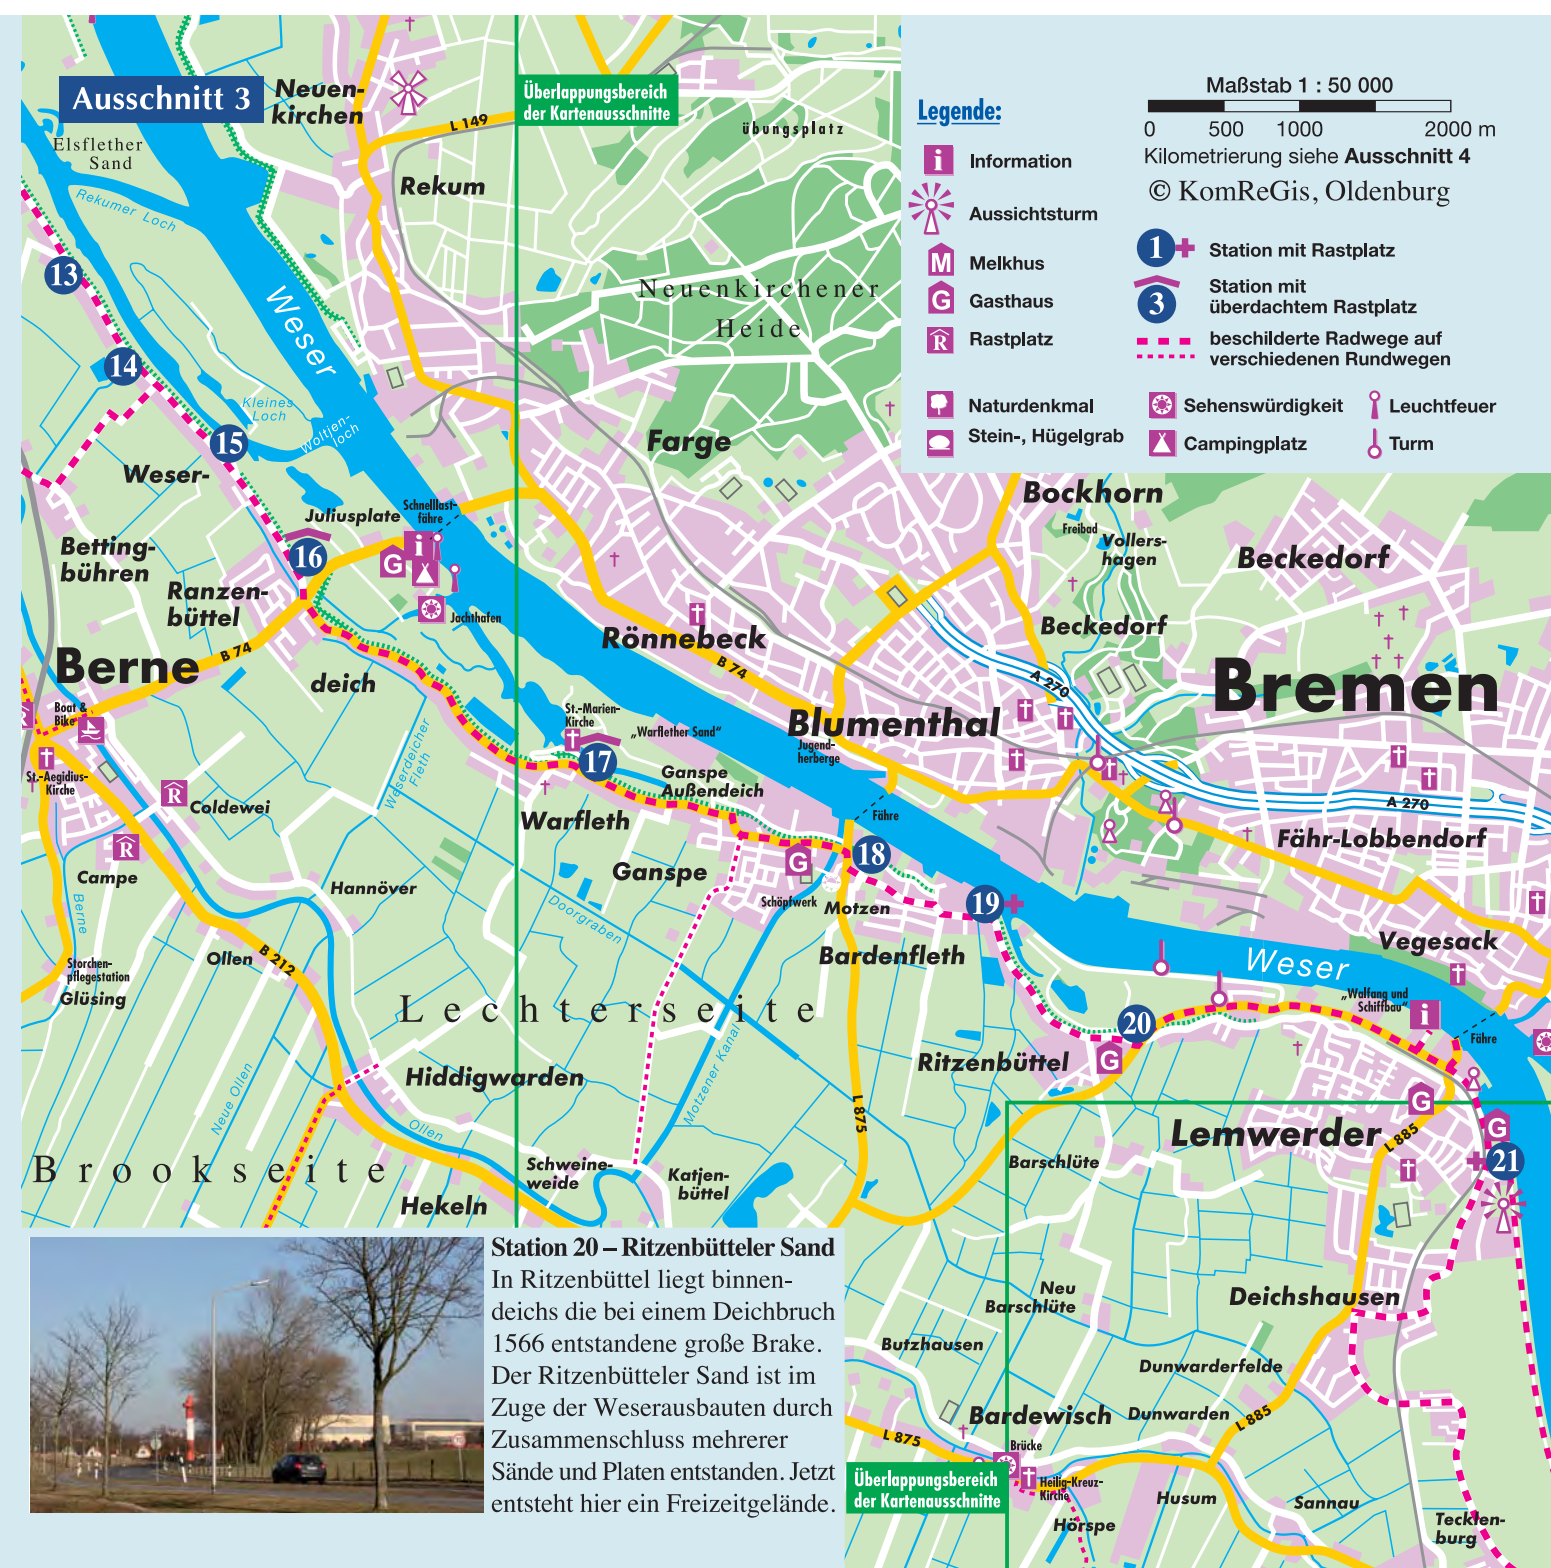 Ausschnitt 3
Neuen-
kirchen
Überlappungsbereich
der Kartenausschnitte
L 149
übungsplatz
Elsflether
Sand
Rekumer Loch
Rekum
Weser
Neuenkirchener
Heide
Legende:
Information
Aussichtsturm
Melkhus
Gasthaus
Rastplatz
Naturdenkmal
Stein-, Hügelgrab
Maßstab 1 : 50 000
0 500 1000 2000 m
Kilometrierung siehe Ausschnitt 4
© KomReGis, Oldenburg
1
Station mit Rastplatz
3
Station mit
überdachtem Rastplatz
beschilderte Radwege auf
verschiedenen Rundwegen
Sehenswürdigkeit
Campingplatz
Leuchtfeuer
Turm
i
M
G
R
13
14
15
Kleines
Loch
Woltjen-
loch
Weser-
Farge
Juliusplate
Schnelllast-
fähre
16
G
i
Betting-
bühren
Ranzen-
büttel
Jachthafen
B 74
Berne
deich
Boat &
Bike
St.-Aegidius-
Kirche
R
Coldewei
R
Campe
Berne
Weserdeicher
Fleth
Hannöver
Storchen-
pflegestation
Glüsing
Ollen
B 212
Bockhorn
Freibad
Vollers-
hagen
Beckedorf
Beckedorf
Rönnebeck
B 74
A 270
Bremen
Blumenthal
Jugend-
herberge
St.-Marien-
Kirche
17
„Warflether Sand“
Ganspe
Außendeich
Warfleth
Fähre
A 270
Fähr-Lobbendorf
Ganspe
G
18
Schöpfwerk
Motzen
19
Bardenfleth
Doorgraben
Vegesack
Weser
„Walfang und
Schiffbau“
i
Fähre
Lechterseite
20
Ritzenbüttel
G
Hiddigwarden
Motzener Kanal
Neue Ollen
Ollen
L 875
Lemwerder
G
L 885
G
21
Brookseite
Schweine-
weide
Katjen-
büttel
Barschlüte
Hekeln
Neu
Barschlüte
Deichshausen
Butzhausen
Dunwarderfelde
Bardewisch
Dunwarden
L 885
L 875
Brücke
Heilig-Kreuz-
Kirche
Hörspe
Husum
Sannau
Tecklen-
burg
Überlappungsbereich
der Kartenausschnitte
Station 20 – Ritzenbütteler Sand
In Ritzenbüttel liegt binnen-
deichs die bei einem Deichbruch
1566 entstandene große Brake.
Der Ritzenbütteler Sand ist im
Zuge der Weserausbauten durch
Zusammenschluss mehrerer
Sände und Platen entstanden. Jetzt
entsteht hier ein Freizeitgelände.